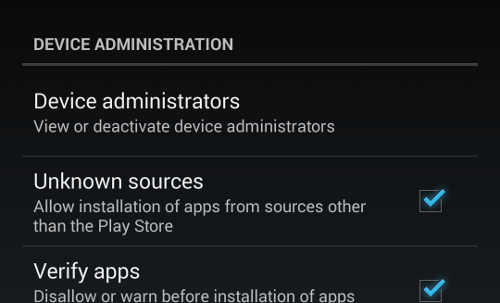 DEVICE ADMINISTRATION
Device administrators
View or deactivate device administrators
Unknown sources
Allow installation of apps from sources other
than the Play Store
Verify apps
Disallow or warn before installation of apps